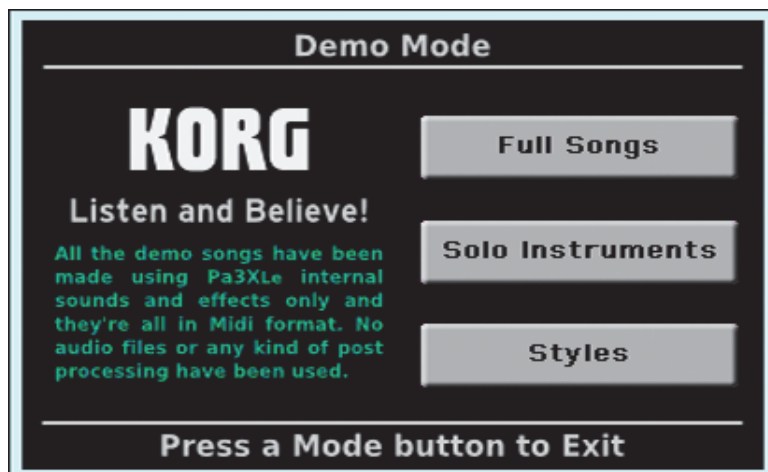 Demo Mode
KORG
Listen and Believe!
All the demo songs have been
made using Pa3XLe internal
sounds and effects only and
they're all in Midi format. No
audio files or any kind of post
processing have been used.
Full Songs
Solo Instruments
Styles
Press a Mode button to Exit